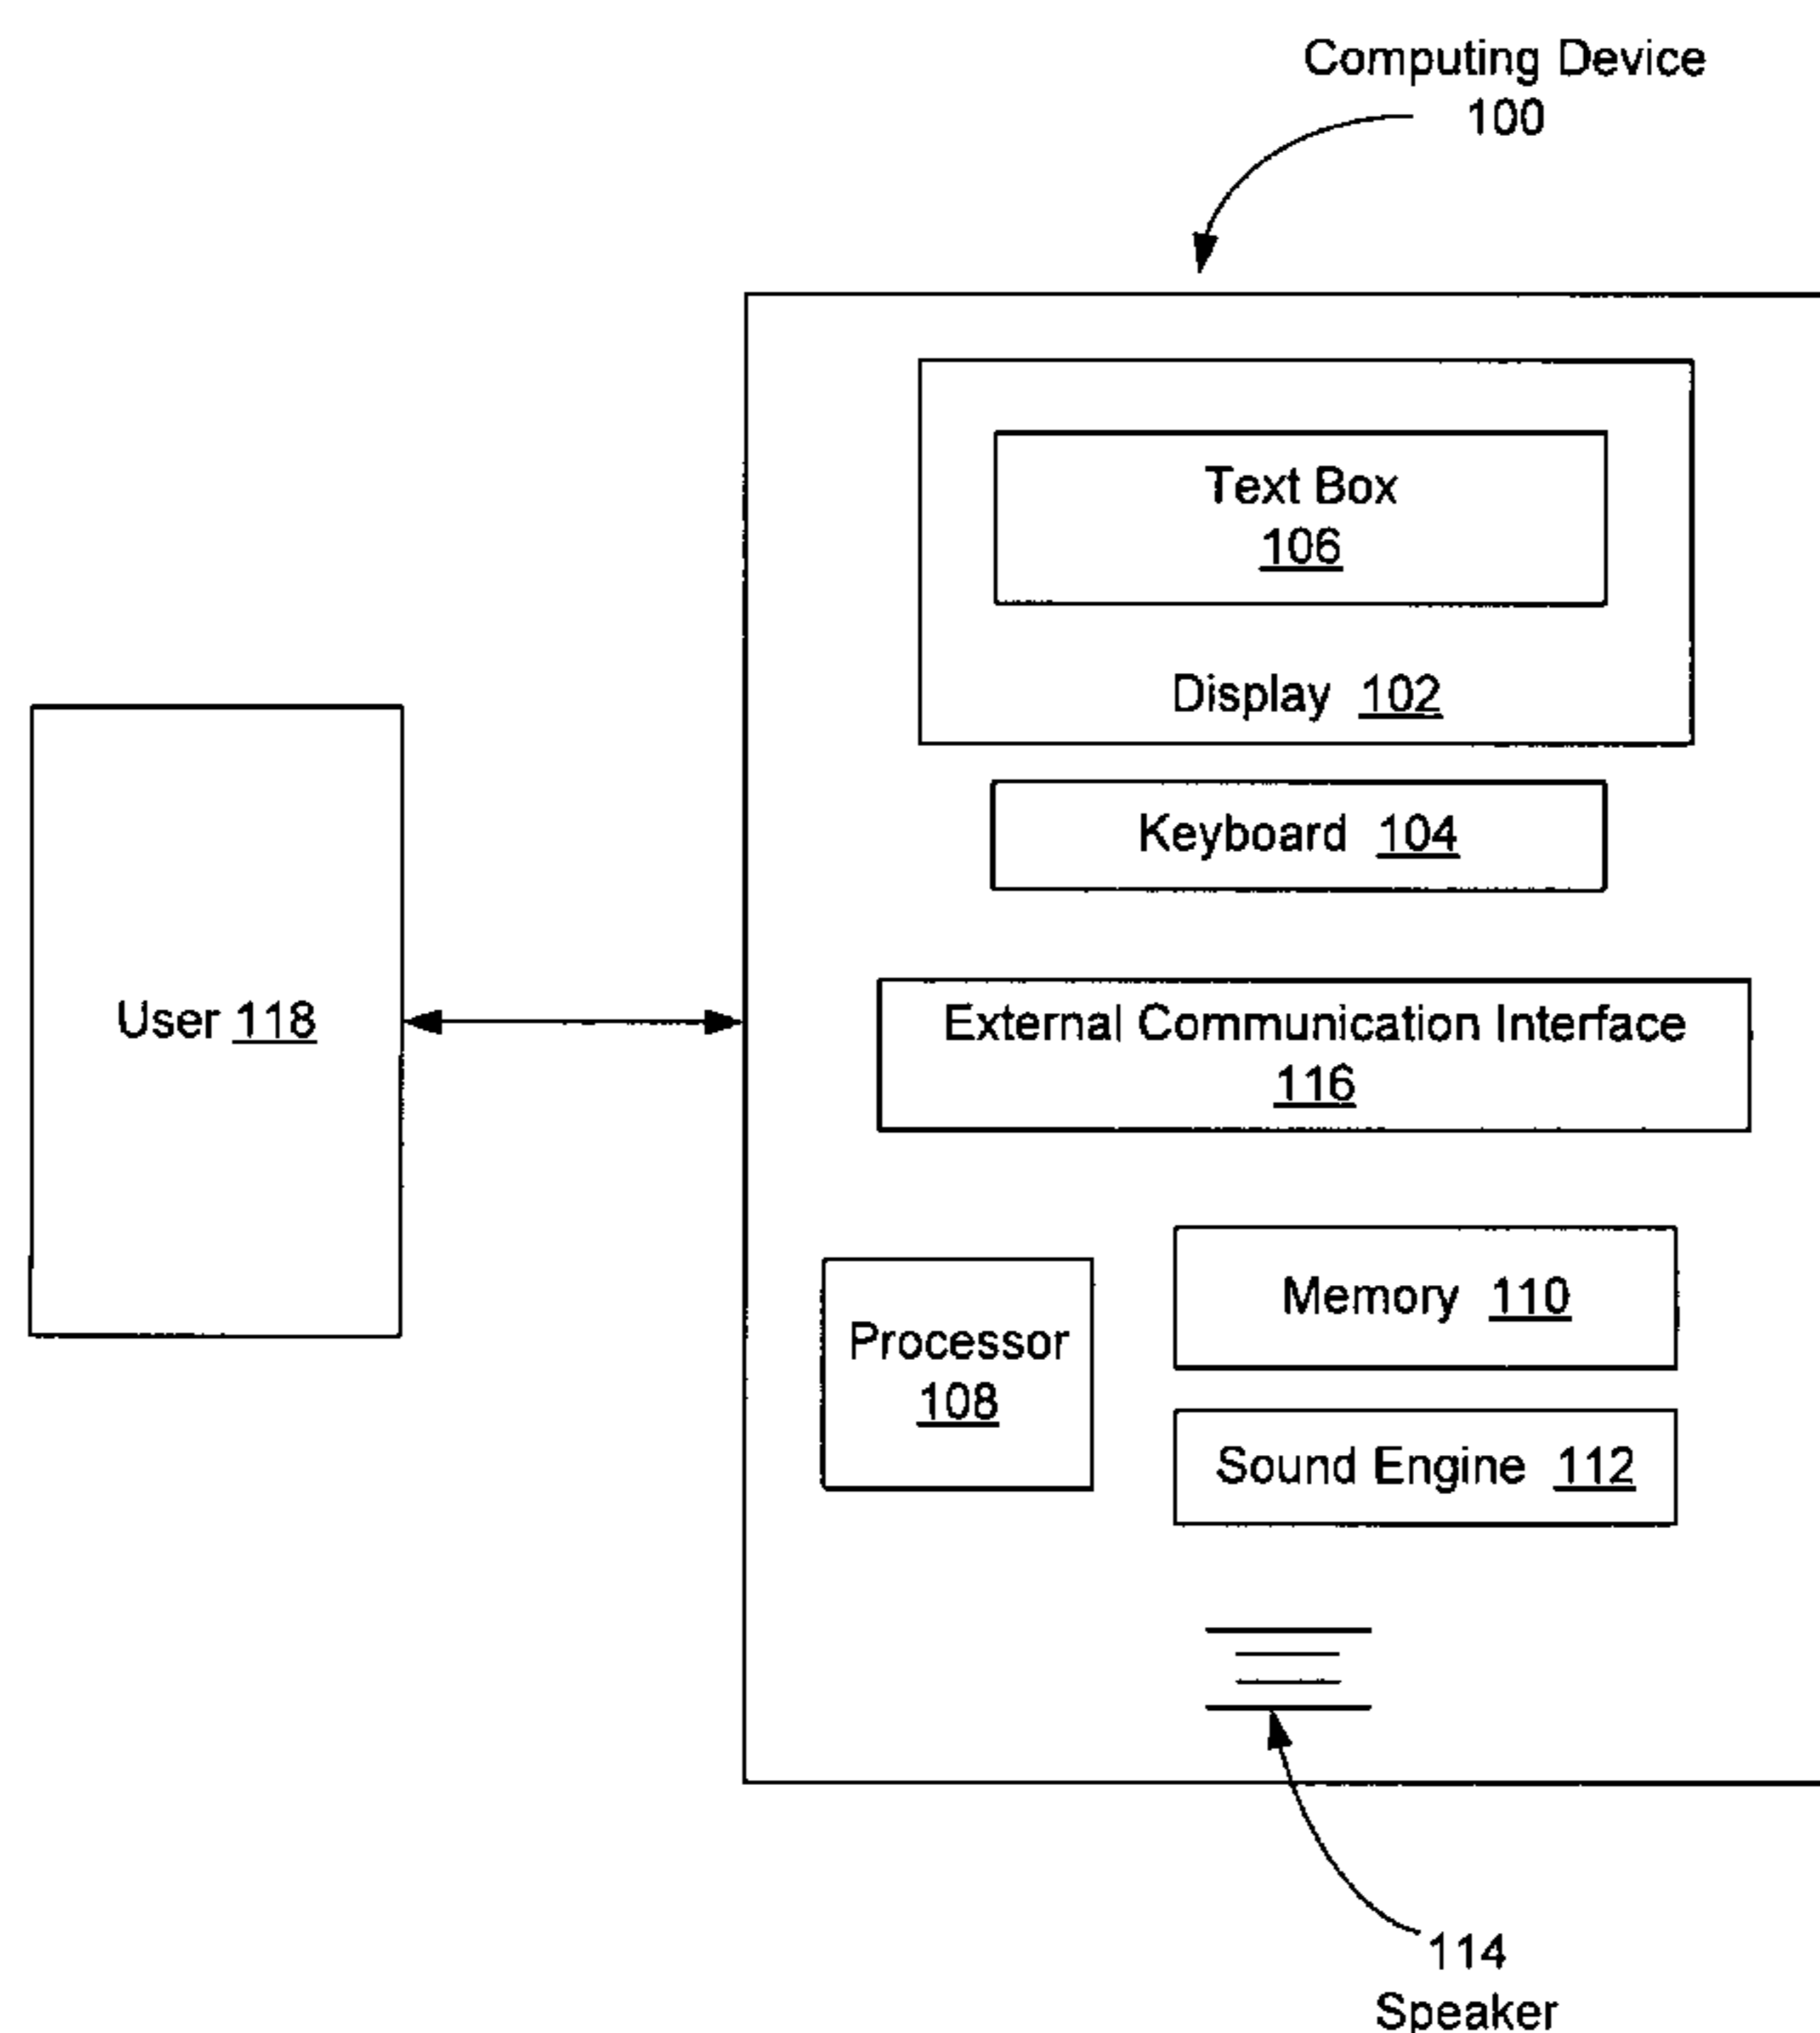 Computing Device
100
Text Box
106
Display 102
Keyboard 104
User 118
External Communication Interface
116
Memory 110
Processor
108
Sound Engine 112
114
Speaker